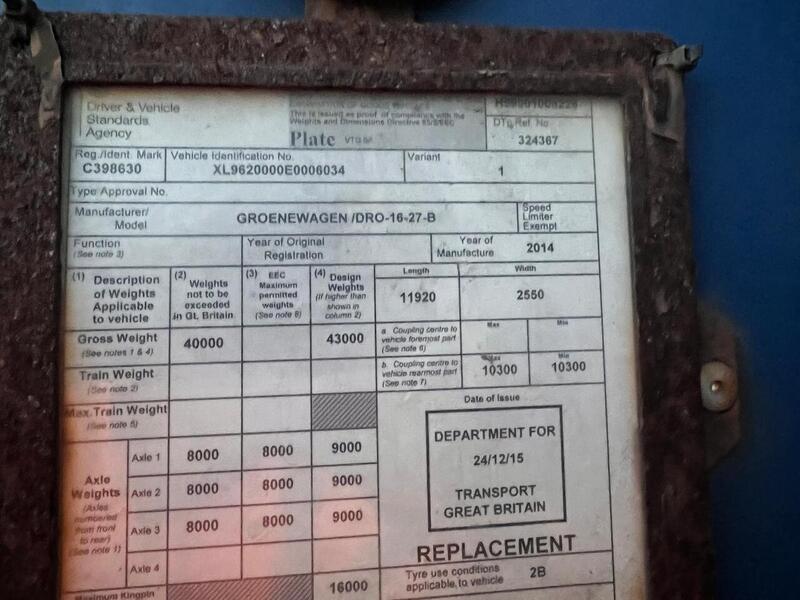 Driver & Vehicle
Standards
Agency
This is issued as proof of compliance with the
Weights and Dimensions Directive
Plate VTG
DTp Ref No
324367
Reg./Ident. Mark
C398630
Vehicle Identification No.
XL9620000E0006034
Variant
1
Type Approval No.
Manufacturer/
Model
GROENEWAGEN /DRO-16-27-B
Speed
Limiter
Exempt
Function
(See note 3)
Year of Original
Registration
Year of
Manufacture
2014
(1) Description
of Weights
Applicable
to vehicle
(2) Weights
not to be
exceeded
in Gt. Britain
(3) EEC
Maximum
permitted
weights
(See note 8)
(4) Design
Weights
(If higher than
shown in
column 2)
Length
11920
Width
2550
Gross Weight
(See notes 1 & 4)
40000
43000
a Coupling centre to
vehicle foremost part
(See note 6)
Max
Min
Train Weight
(See note 2)
b. Coupling centre to
vehicle rearmost part
(See note 7)
Max
10300
Min
10300
Max. Train Weight
(See note 5)
Axle
Weights
(Axles
numbered
from front
to rear)
(See note 1)
Axle 1
8000
8000
9000
Axle 2
8000
8000
9000
Axle 3
8000
8000
9000
Axle 4
Maximum Kingpin
16000
Date of Issue
DEPARTMENT FOR
24/12/15
TRANSPORT
GREAT BRITAIN
REPLACEMENT
Tyre use conditions
applicable, to vehicle
2B